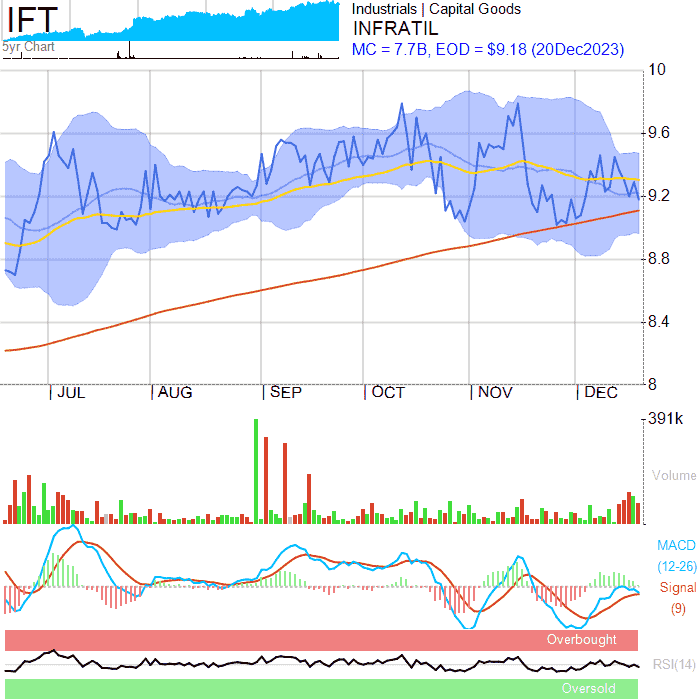 IFT
5yr Chart
Industrials | Capital Goods
INFRATIL
MC = 7.7B, EOD = $9.18 (20Dec2023)
10
9.6
9.2
8.8
8.4
8
JUL AUG SEP OCT NOV DEC
391k
Volume
MACD
(12-26)
Signal
(9)
Overbought
RSI(14)
Oversold